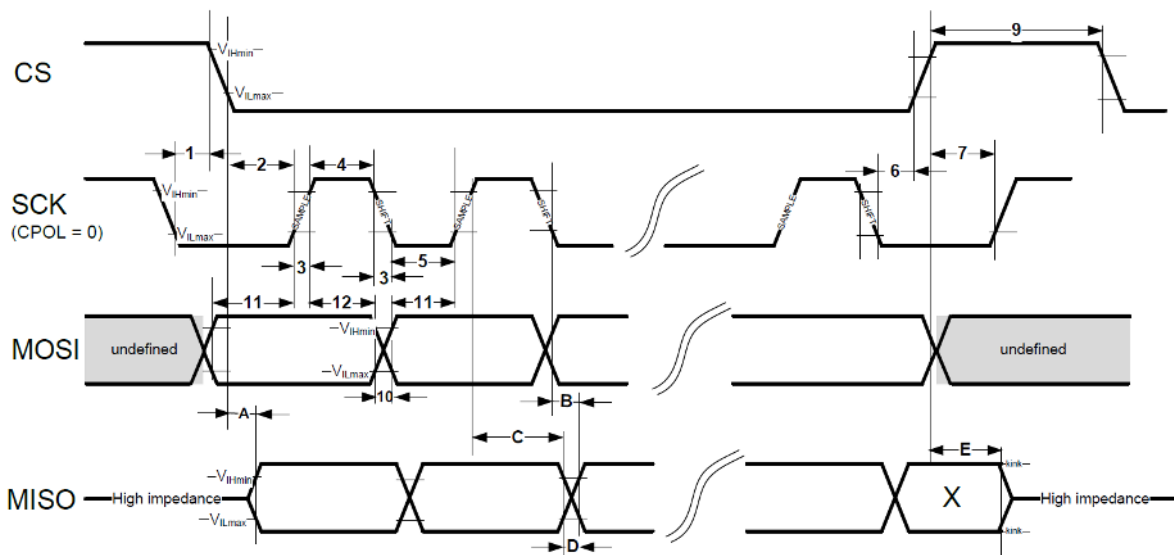 CS
—VIHmin—
—VILmax—
9
1
2
4
6
7
SCK
(CPOL = 0)
—VIHmin—
—VILmax—
SAMPLE
SHIFT
SAMPLE
SHIFT
SAMPLE
SHIFT
3
3
5
11
12
11
MOSI
undefined
—VIHmin—
—VILmax—
undefined
10
A
B
C
E
MISO
High impedance
—VIHmin—
—VILmax—
X
-kink—
-kink—
High impedance
D